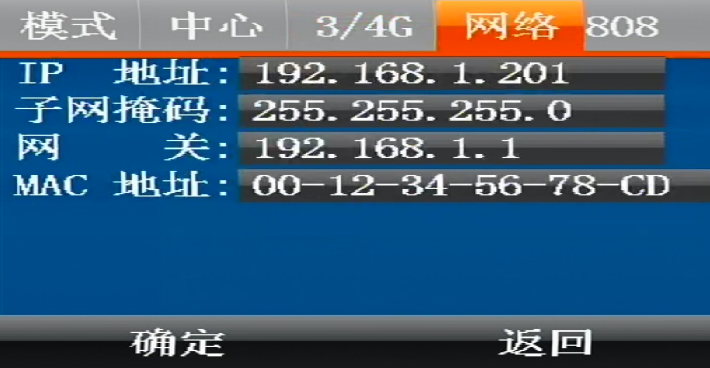 模式 中心 3/4G 网络 808
IP 地址: 192.168.1.201
子网掩码: 255.255.255.0
网 关: 192.168.1.1
MAC 地址: 00-12-34-56-78-CD
确定 返回